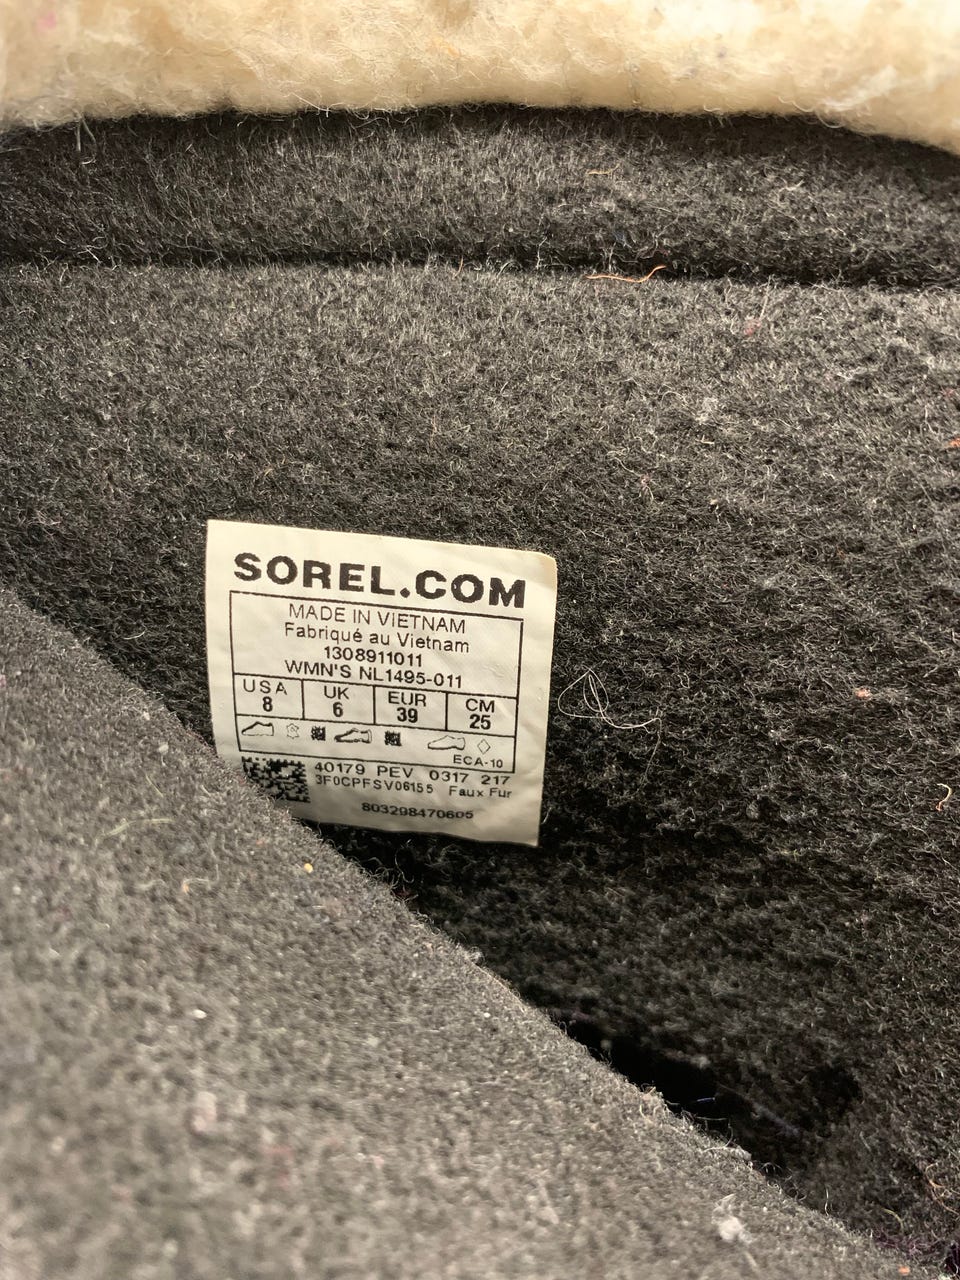 SOREL.COM
MADE IN VIETNAM
Fabriqué au Vietnam
1308911011
WMN'S NL1495-011
USA UK EUR CM
8 6 39 25
ECA-10
40179 PEV 0317 217
3F0CPFSV06155 Faux Fur
803298470605